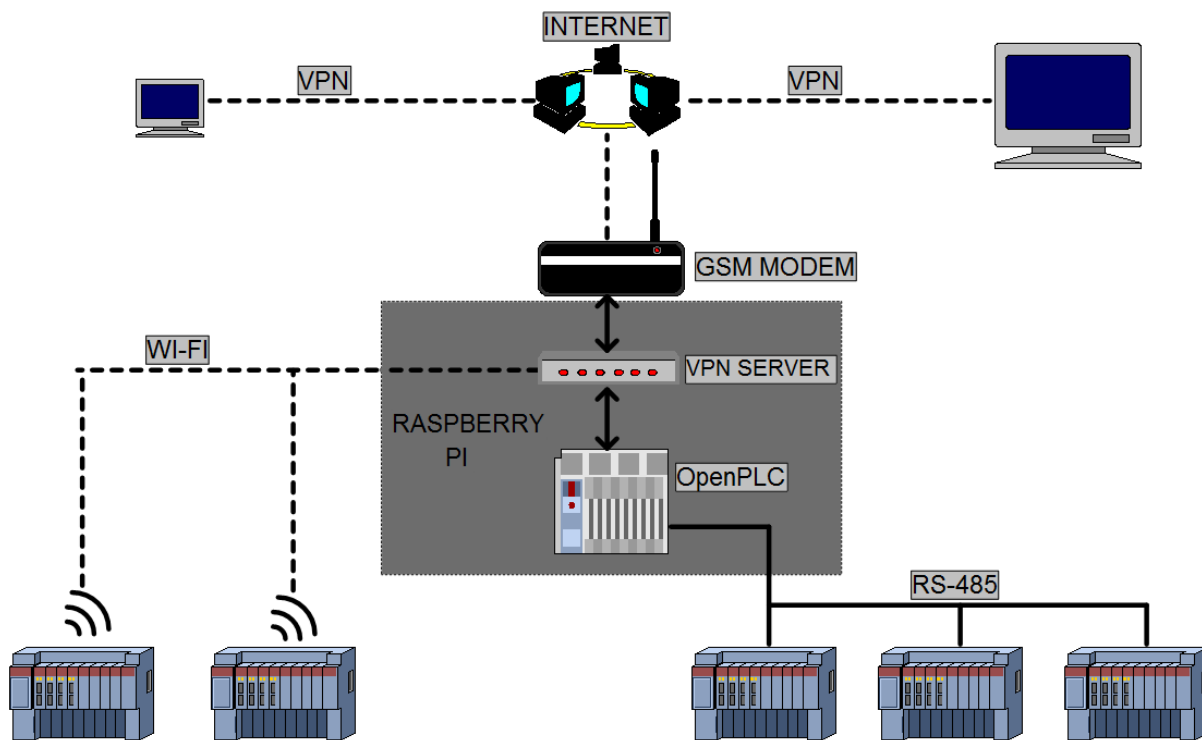 INTERNET
VPN
VPN
GSM MODEM
WI-FI
VPN SERVER
RASPBERRY
PI
OpenPLC
RS-485